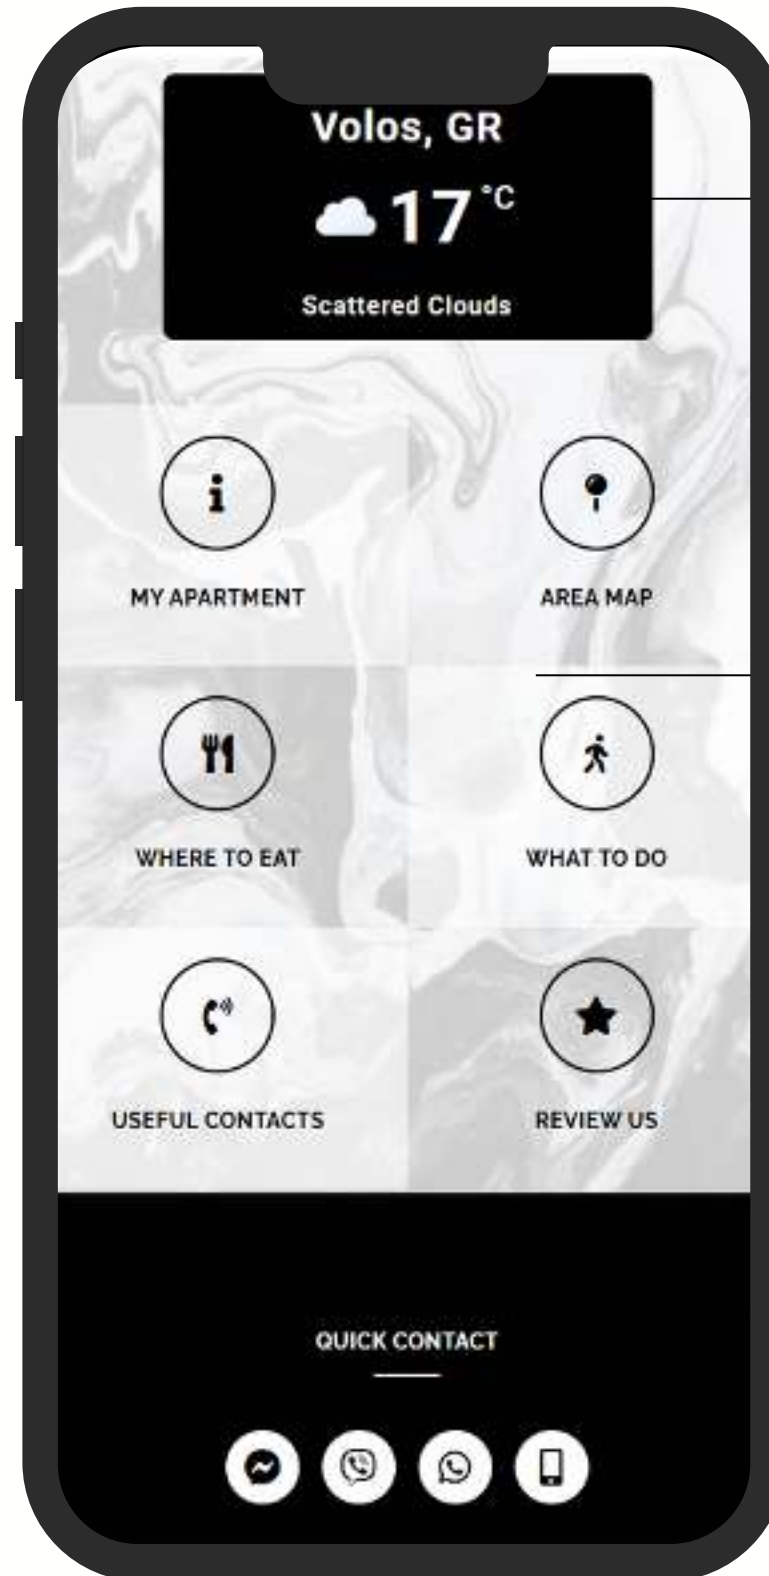 Volos, GR
17 °C
Scattered Clouds
MY APARTMENT
AREA MAP
WHERE TO EAT
WHAT TO DO
USEFUL CONTACTS
REVIEW US
QUICK CONTACT